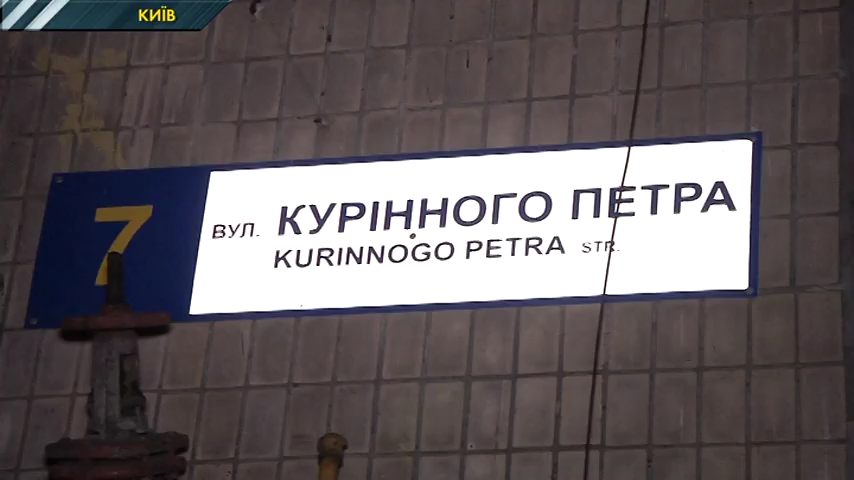 КИЇВ
7
ВУЛ. КУРІННОГО ПЕТРА
KURINNOGO PETRA STR.